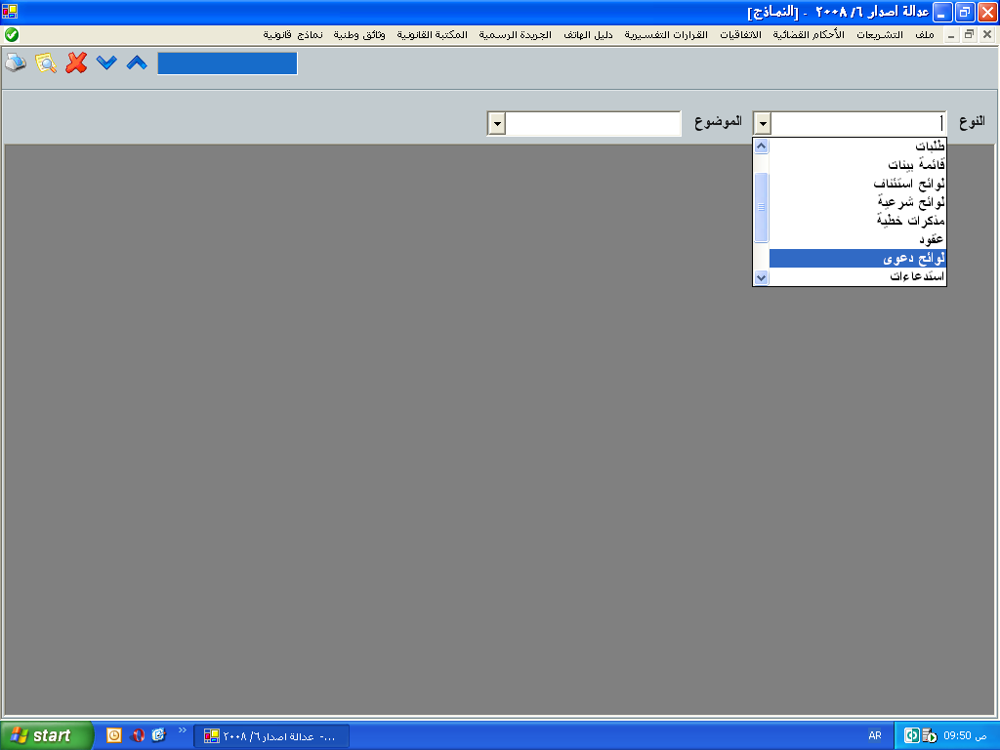 عدالة اصدار ٦/ ٢٠٠٨ - [النماذج]
ملف التشريعات الأحكام القضائية الاتفاقيات القرارات التفسيرية دليل الهاتف الجريدة الرسمية المكتبة القانونية وثائق وطنية نماذج قانونية
النوع أ الموضوع
طلبات
قائمة بينات
لوائح استئناف
لوائح شرعية
مذكرات خطية
عقود
لوائح دعوى
استدعاءات
start
عدالة اصدار ٦/ ٢٠٠٨ -...
AR
09:50 ص